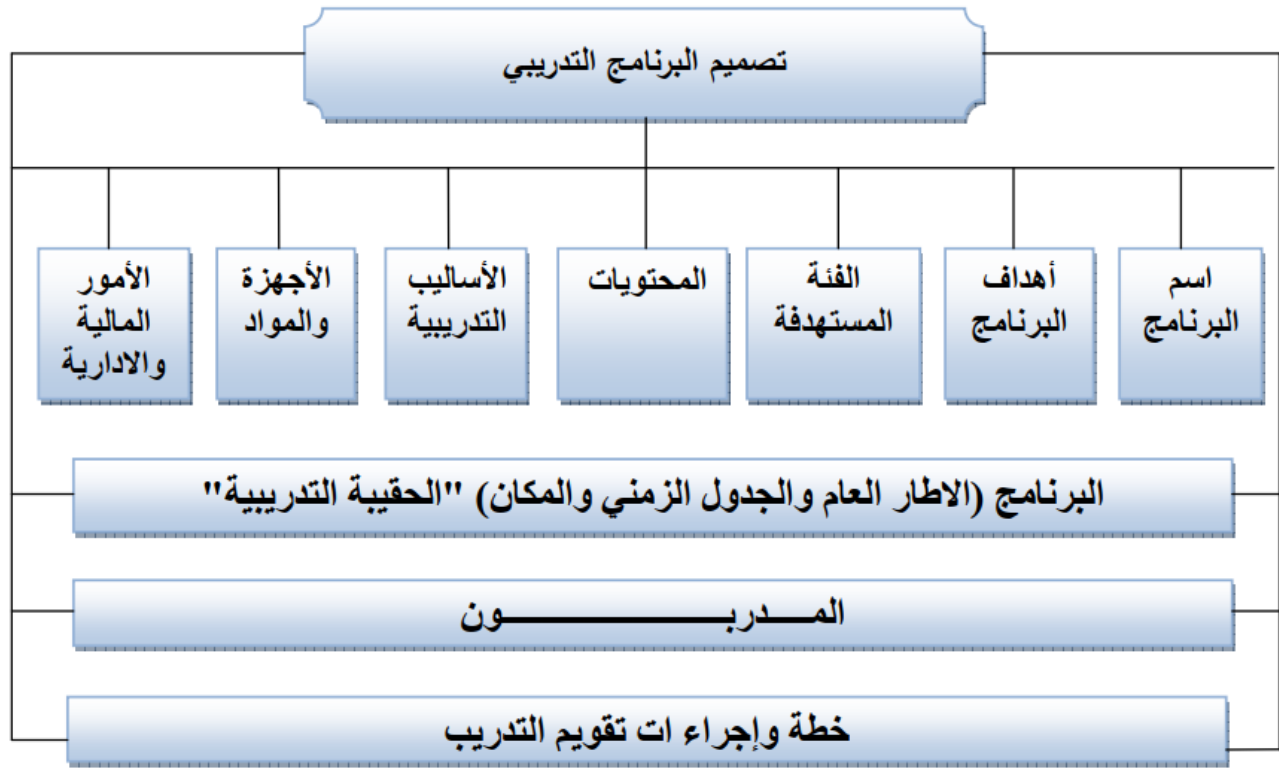 تصميم البرنامج التدريبي
اسم
البرنامج
أهداف
البرنامج
الفئة
المستهدفة
المحتويات
الأساليب
التدريبية
الأجهزة
والمواد
الأمور
المالية
والادارية
البرنامج (الاطار العام والجدول الزمني والمكان) "الحقيبة التدريبية"
المـــدربــــــــــــــون
خطة وإجراء ات تقويم التدريب